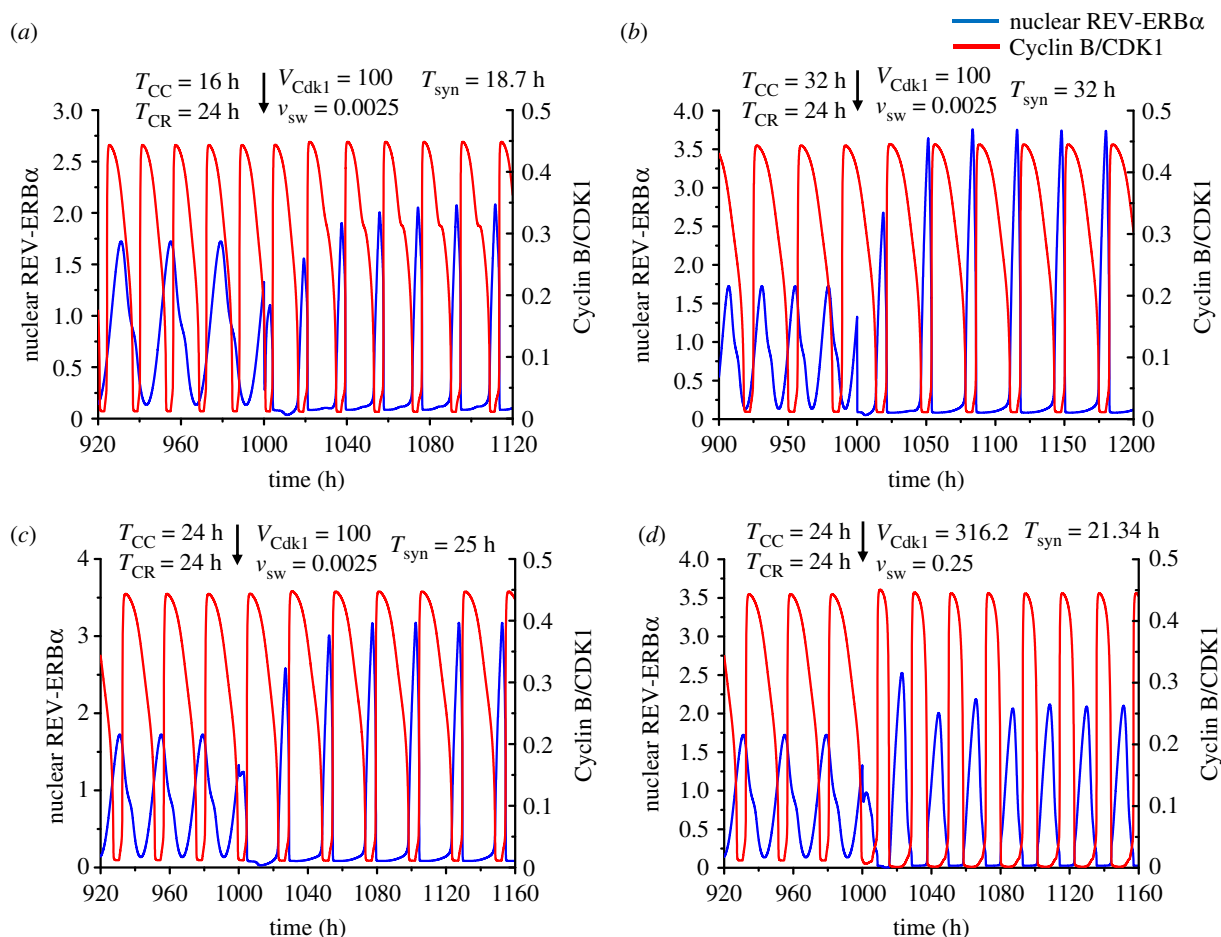 nuclear REV-ERBα
Cyclin B/CDK1
(a)
T_CC = 16 h
T_CR = 24 h
V_Cdk1 = 100
v_sw = 0.0025
T_syn = 18.7 h
3.0
2.5
2.0
1.5
1.0
0.5
0
0.5
0.4
0.3
0.2
0.1
0
nuclear REV-ERBα
Cyclin B/CDK1
920 960 1000 1040 1080 1120
time (h)
(b)
T_CC = 32 h
T_CR = 24 h
V_Cdk1 = 100
v_sw = 0.0025
T_syn = 32 h
4.0
3.5
3.0
2.5
2.0
1.5
1.0
0.5
0
0.5
0.4
0.3
0.2
0.1
0
nuclear REV-ERBα
Cyclin B/CDK1
900 950 1000 1050 1100 1150 1200
time (h)
(c)
T_CC = 24 h
T_CR = 24 h
V_Cdk1 = 100
v_sw = 0.0025
T_syn = 25 h
4
3
2
1
0
0.5
0.4
0.3
0.2
0.1
0
nuclear REV-ERBα
Cyclin B/CDK1
920 960 1000 1040 1080 1120 1160
time (h)
(d)
T_CC = 24 h
T_CR = 24 h
V_Cdk1 = 316.2
v_sw = 0.25
T_syn = 21.34 h
4.0
3.5
3.0
2.5
2.0
1.5
1.0
0.5
0
0.5
0.4
0.3
0.2
0.1
0
nuclear REV-ERBα
Cyclin B/CDK1
920 960 1000 1040 1080 1120 1160
time (h)